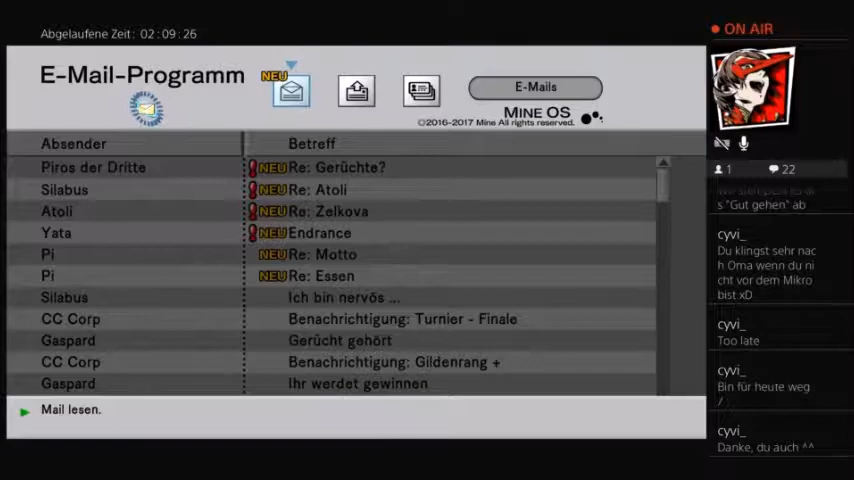 Abgelaufene Zeit: 02:09:26
ON AIR
E-Mail-Programm
NEU
E-Mails
MINE OS
©2016-2017 Mine All rights reserved.
Absender Betreff
Piros der Dritte NEU Re: Gerüchte?
Silabus NEU Re: Atoli
Atoli NEU Re: Zelkova
Yata NEU Endrance
Pi NEU Re: Motto
Pi NEU Re: Essen
Silabus Ich bin nervös ...
CC Corp Benachrichtigung: Turnier - Finale
Gaspard Gerücht gehört
CC Corp Benachrichtigung: Gildenrang +
Gaspard Ihr werdet gewinnen
Mail lesen.
1 22
s "Gut gehen" ab
cyvi_
Du klingst sehr nac
h Oma wenn du ni
cht vor dem Mikro
bist xD
cyvi_
Too late
cyvi_
Bin für heute weg
/
cyvi_
Danke, du auch ^^